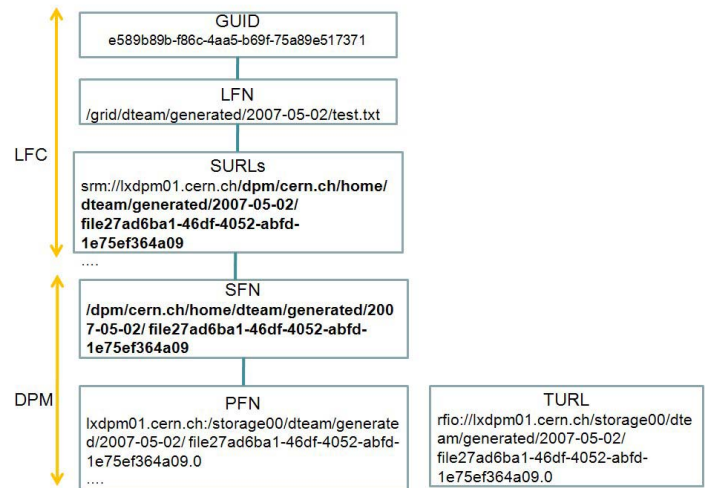 GUID
e589b89b-f86c-4aa5-b69f-75a89e517371
LFN
/grid/dteam/generated/2007-05-02/test.txt
LFC
SURLs
srm://lxdpm01.cern.ch/dpm/cern.ch/home/
dteam/generated/2007-05-02/
file27ad6ba1-46df-4052-abfd-
1e75ef364a09
....
SFN
/dpm/cern.ch/home/dteam/generated/200
7-05-02/ file27ad6ba1-46df-4052-abfd-
1e75ef364a09
DPM
PFN
lxdpm01.cern.ch:/storage00/dteam/generate
d/2007-05-02/ file27ad6ba1-46df-4052-abfd-
1e75ef364a09.0
....
TURL
rfio://lxdpm01.cern.ch/storage00/dte
am/generated/2007-05-02/
file27ad6ba1-46df-4052-abfd-
1e75ef364a09.0